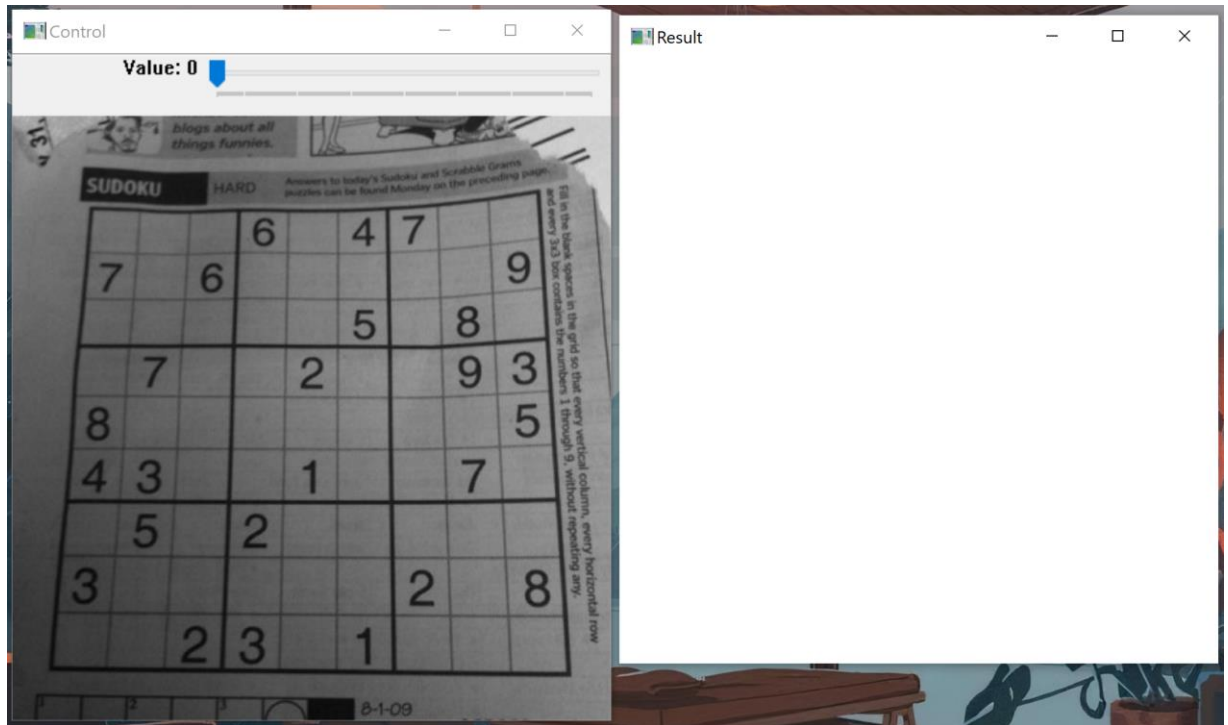 Control
Result
Value: 0
31,
blogs about all
things funnies.
SUDOKU HARD Answers to today's Sudoku and Scrabble Grams
puzzles can be found Monday on the preceding page.
Fill in the blank spaces in the grid so that every vertical column, every horizontal row
and every 3x3 box contains the numbers 1 through 9, without repeating any.
6 4 7
7 6 9
5 8
7 2 9 3
8 5
4 3 1 7
5 2
3 2 8
2 3 1
1 2 3
8-1-09